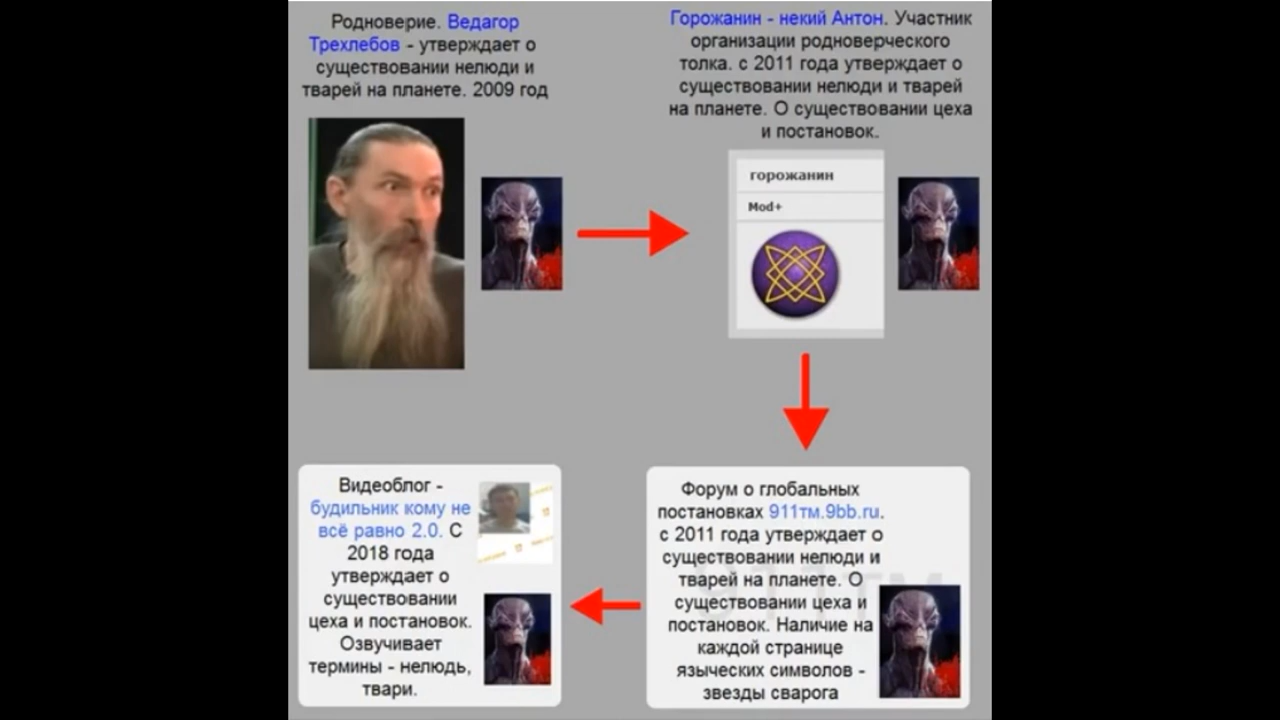 Родноверие. Ведагор
Трехлебов - утверждает о
существовании нелюди и
тварей на планете. 2009 год
Горожанин - некий Антон. Участник
организации родноверческого
толка. с 2011 года утверждает о
существовании нелюди и тварей
на планете. О существовании цеха
и постановок.
горожанин
Mod+
Видеоблог -
будильник кому не
всё равно 2.0. С
2018 года
утверждает о
существовании
цеха и постановок.
Озвучивает
термины - нелюдь,
твари.
Форум о глобальных
постановках 911тм.9bb.ru.
с 2011 года утверждает о
существовании нелюди и
тварей на планете. О
существовании цеха и
постановок. Наличие на
каждой странице
языческих символов -
звезды сварога
911тм